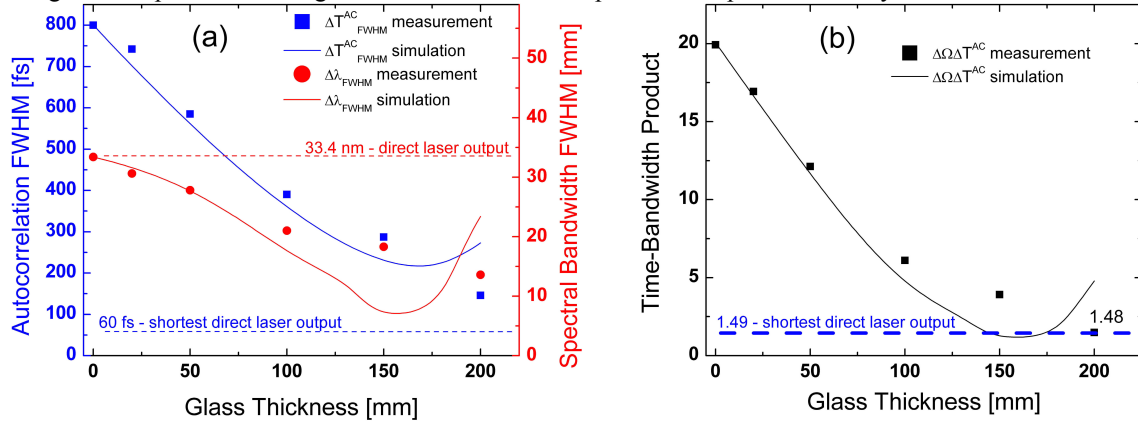 (a)
ΔT^AC_FWHM measurement
ΔT^AC_FWHM simulation
Δλ_FWHM measurement
Δλ_FWHM simulation
33.4 nm - direct laser output
60 fs - shortest direct laser output
Autocorrelation FWHM [fs]
800
700
600
500
400
300
200
100
0
Spectral Bandwidth FWHM [mm]
50
40
30
20
10
0
0 50 100 150 200
Glass Thickness [mm]
(b)
ΔΩΔT^AC measurement
ΔΩΔT^AC simulation
1.49 - shortest direct laser output
1.48
Time-Bandwidth Product
20
15
10
5
0
0 50 100 150 200
Glass Thickness [mm]